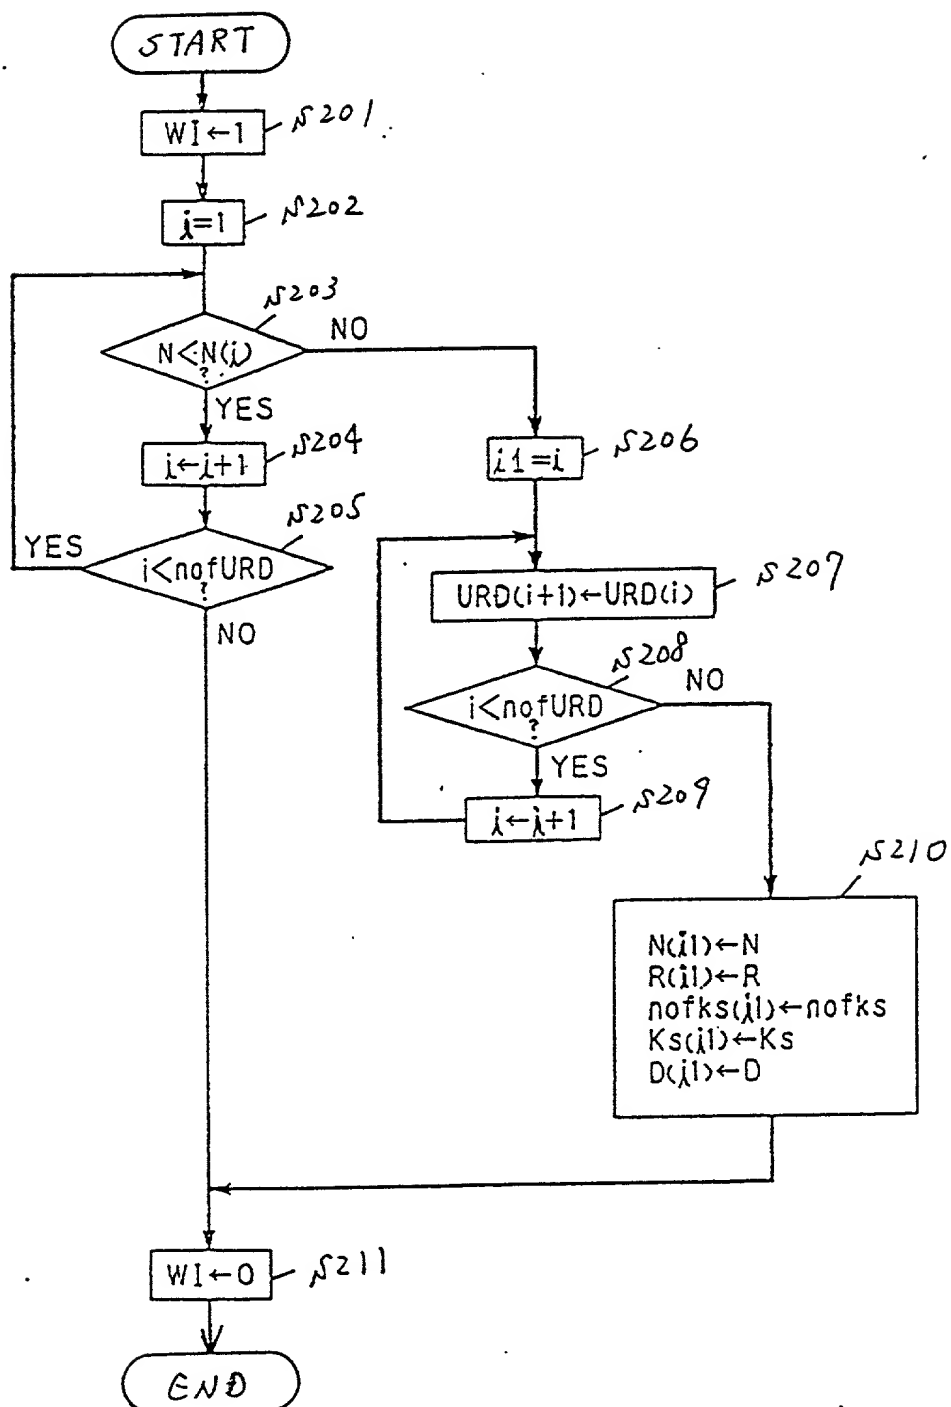 START
WI←1
S201
i=1
S202
S203
N<N(i)
?
NO
YES
S204
i←i+1
S205
YES
i<nofURD
?
NO
S206
i1=i
S207
URD(i+1)←URD(i)
S208
i<nofURD
?
NO
YES
S209
i←i+1
S210
N(i1)←N
R(i1)←R
nofks(i1)←nofks
Ks(i1)←Ks
D(i1)←D
WI←0
S211
END